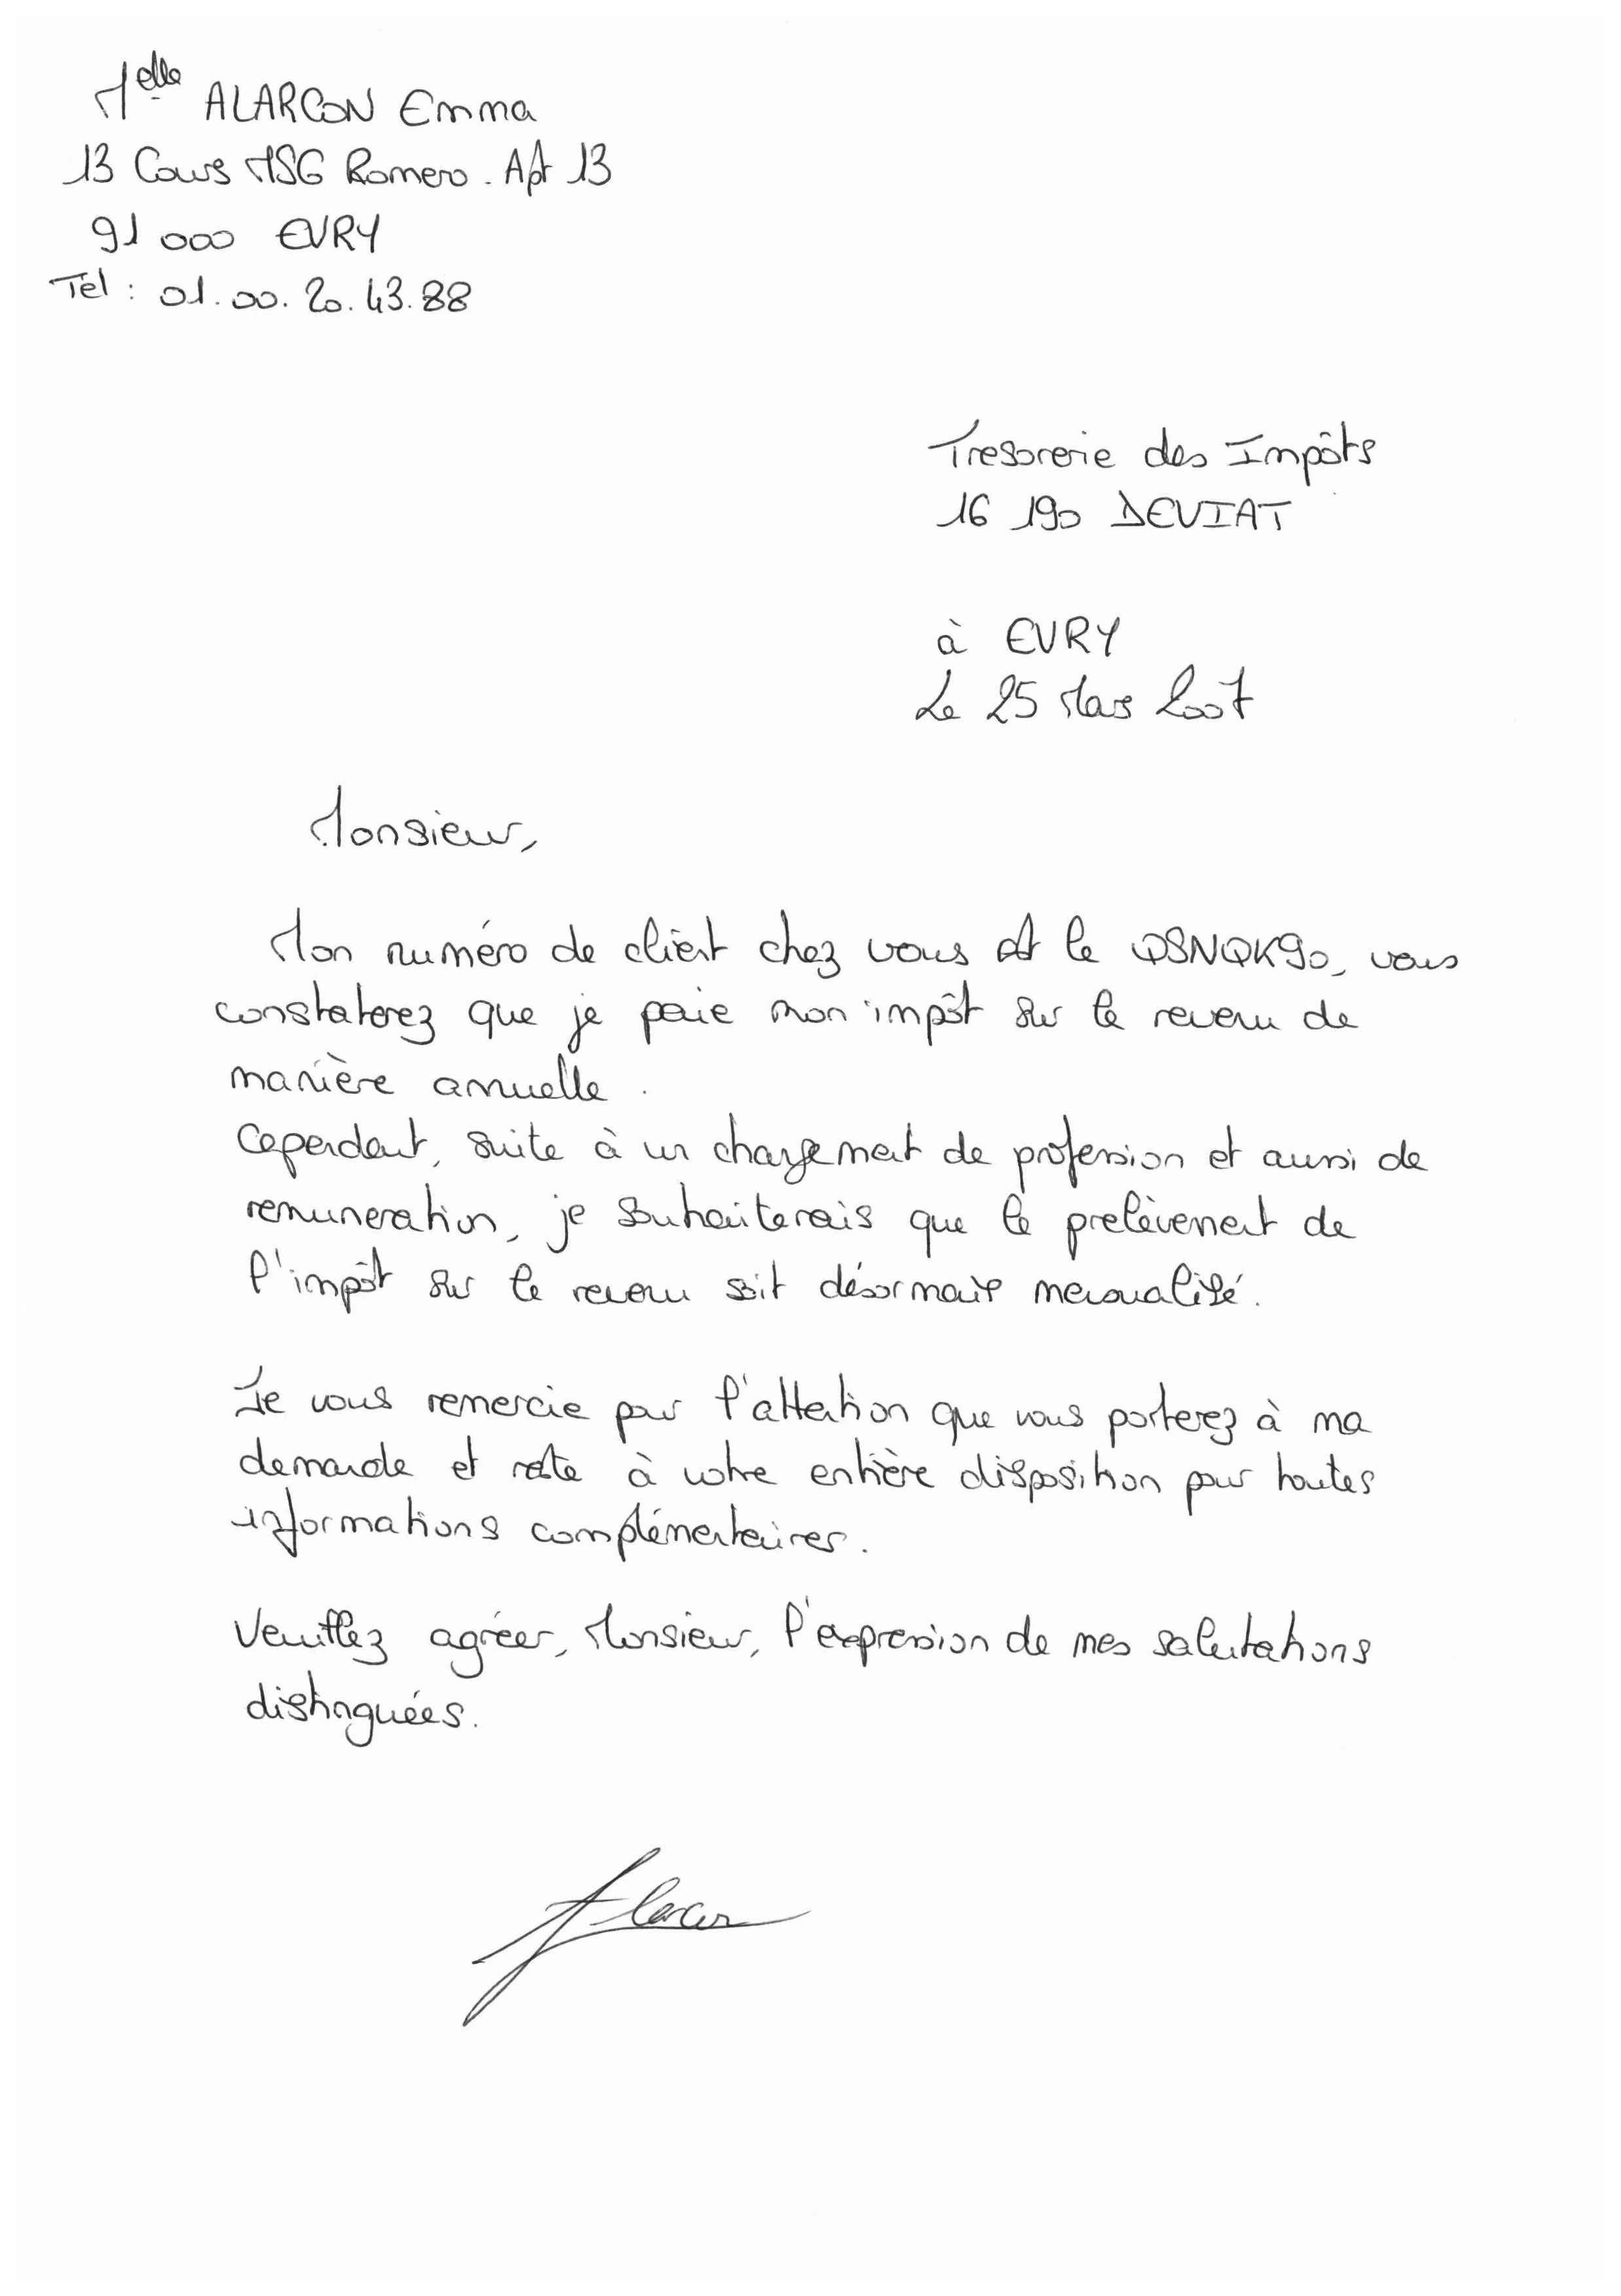 Melle ALARCON Emma
13 Cours MSG Romero. Apt 13
91 000 EVRY
Tel : 01.00.20.43.88
Tresorerie des Impôts
16 190 DEVIAT
à EVRY
Le 25 Mars 2007
Monsieur,
Mon numéro de client chez vous est le QSNQK90, vous
constaterez que je paie mon impôt sur le revenu de
manière annuelle.
Cependant, suite à un changement de profession et aussi de
remuneration, je souhaiterais que le prelèvement de
l'impôt sur le revenu soit désormais mensualisé.
Je vous remercie pour l'attention que vous porterez à ma
demande et reste à votre entière disposition pour toutes
informations complémentaires.
Veuillez agréer, Monsieur, l'expression de mes salutations
distinguées.
Alarcon